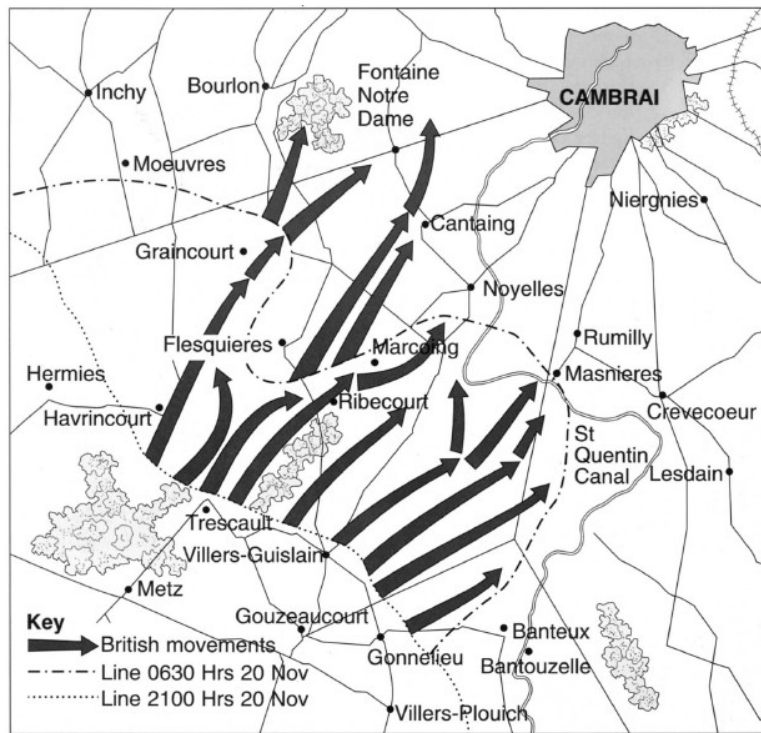 Inchy
Bourlon
Fontaine
Notre
Dame
CAMBRAI
Moeuvres
Niergnies
Cantaing
Graincourt
Noyelles
Flesquieres
Marcoing
Rumilly
Hermies
Masnieres
Havrincourt
Ribecourt
Crevecoeur
St
Quentin
Canal
Lesdain
Trescault
Villers-Guislain
Metz
Key
British movements
Line 0630 Hrs 20 Nov
Line 2100 Hrs 20 Nov
Gouzeaucourt
Banteux
Gonnelieu
Bantouzelle
Villers-Plouich